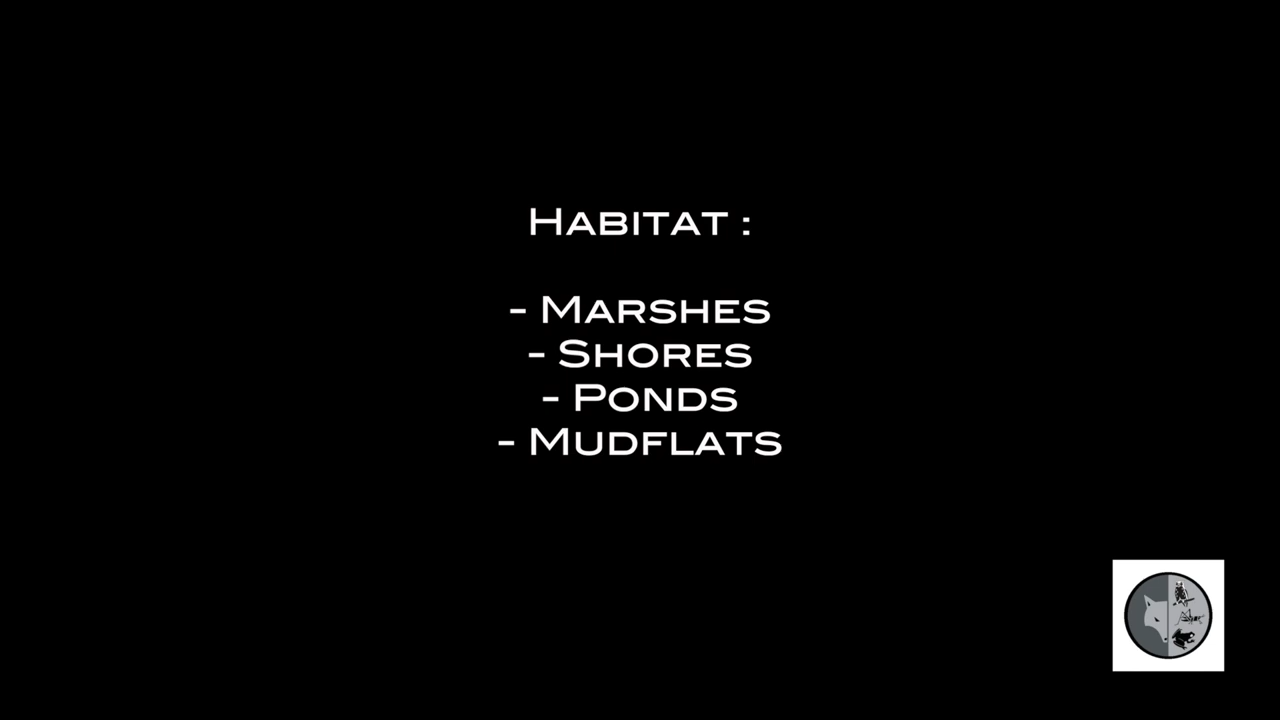 Habitat :
- Marshes
- Shores
- Ponds
- Mudflats